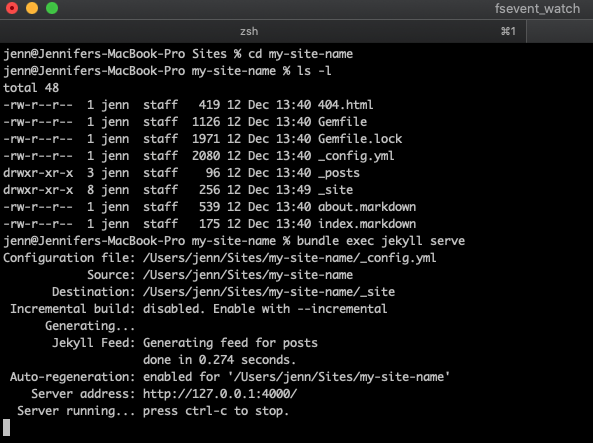 fsevent_watch
zsh ⌘1
jenn@Jennifers-MacBook-Pro Sites % cd my-site-name
jenn@Jennifers-MacBook-Pro my-site-name % ls -l
total 48
-rw-r--r--  1 jenn  staff   419 12 Dec 13:40 404.html
-rw-r--r--  1 jenn  staff  1126 12 Dec 13:40 Gemfile
-rw-r--r--  1 jenn  staff  1971 12 Dec 13:40 Gemfile.lock
-rw-r--r--  1 jenn  staff  2080 12 Dec 13:40 _config.yml
drwxr-xr-x  3 jenn  staff    96 12 Dec 13:40 _posts
drwxr-xr-x  8 jenn  staff   256 12 Dec 13:49 _site
-rw-r--r--  1 jenn  staff   539 12 Dec 13:40 about.markdown
-rw-r--r--  1 jenn  staff   175 12 Dec 13:40 index.markdown
jenn@Jennifers-MacBook-Pro my-site-name % bundle exec jekyll serve
Configuration file: /Users/jenn/Sites/my-site-name/_config.yml
            Source: /Users/jenn/Sites/my-site-name
       Destination: /Users/jenn/Sites/my-site-name/_site
 Incremental build: disabled. Enable with --incremental
      Generating...
       Jekyll Feed: Generating feed for posts
                    done in 0.274 seconds.
 Auto-regeneration: enabled for '/Users/jenn/Sites/my-site-name'
    Server address: http://127.0.0.1:4000/
  Server running... press ctrl-c to stop.